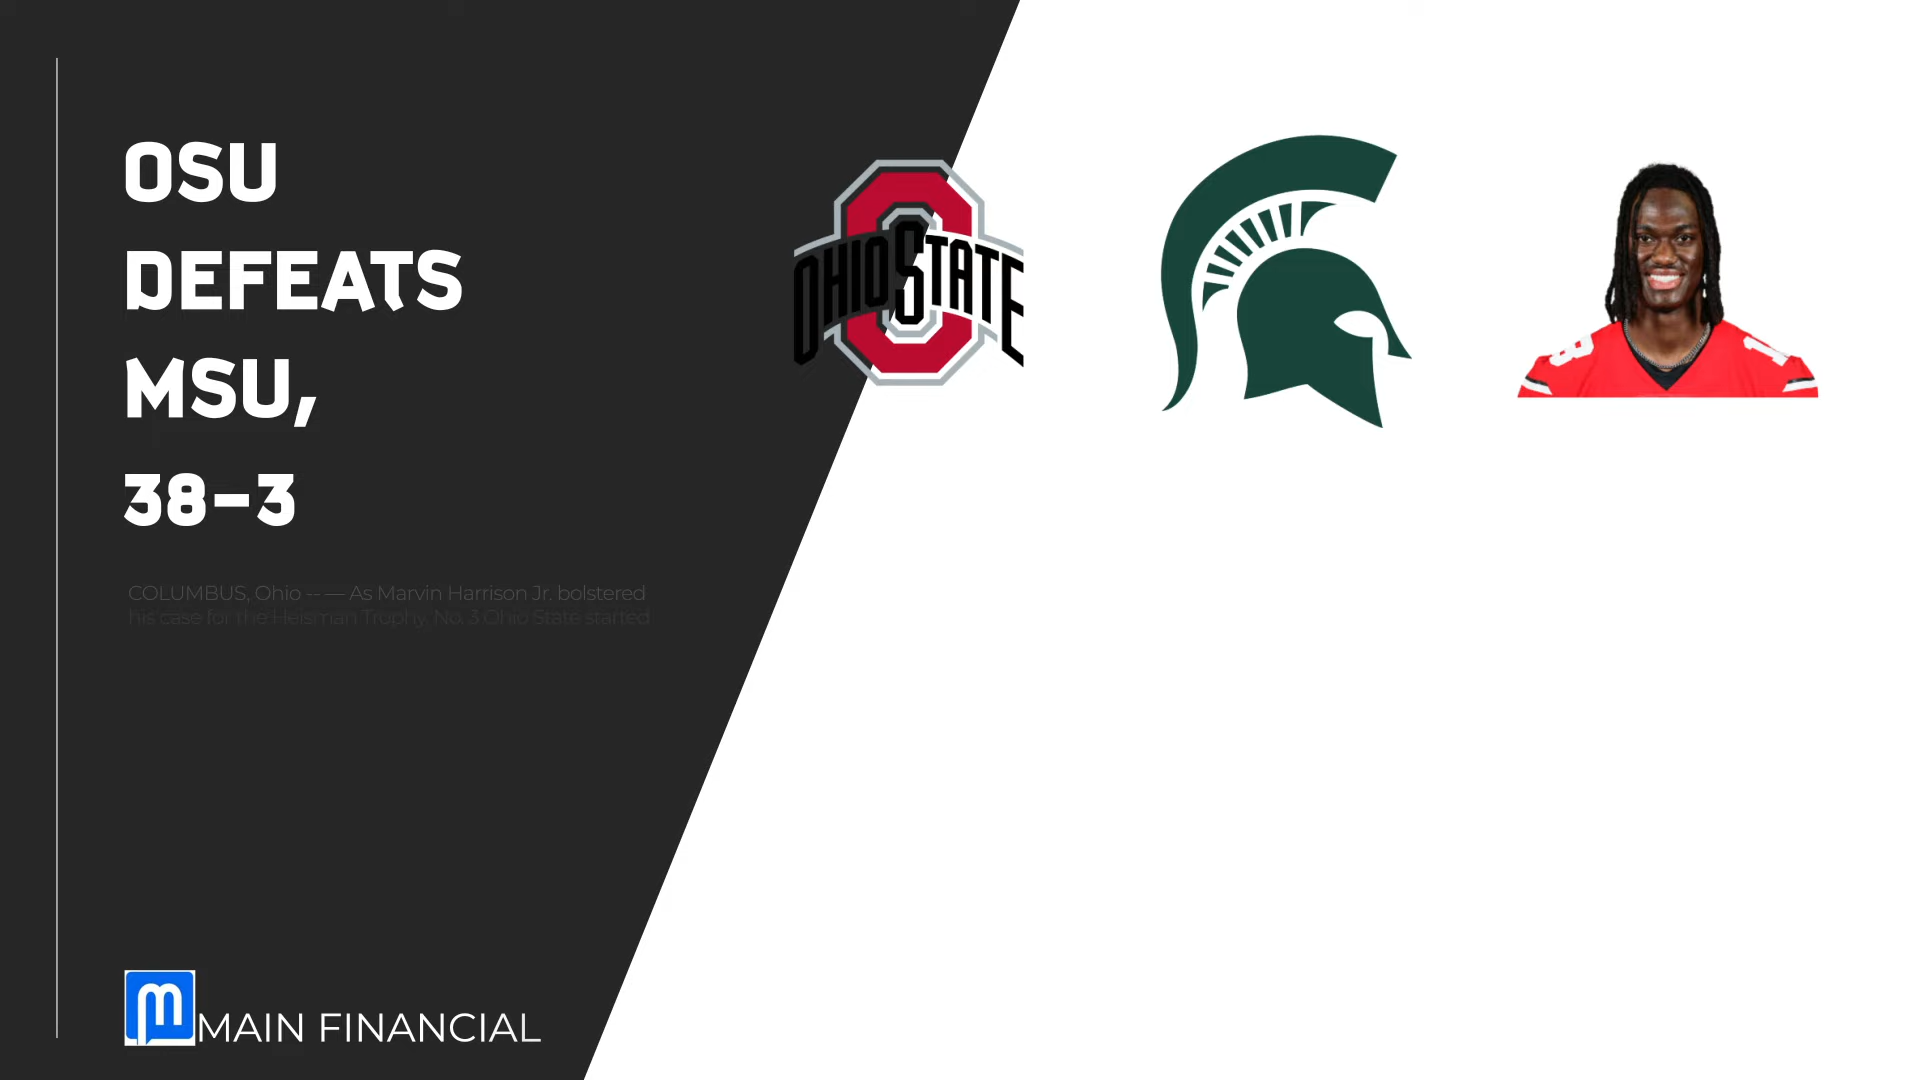 OSU
DEFEATS
MSU,
38-3
COLUMBUS, Ohio -- — As Marvin Harrison Jr. bolstered
his case for the Heisman Trophy, No. 3 Ohio State started
OHIO STATE
18
m MAIN FINANCIAL